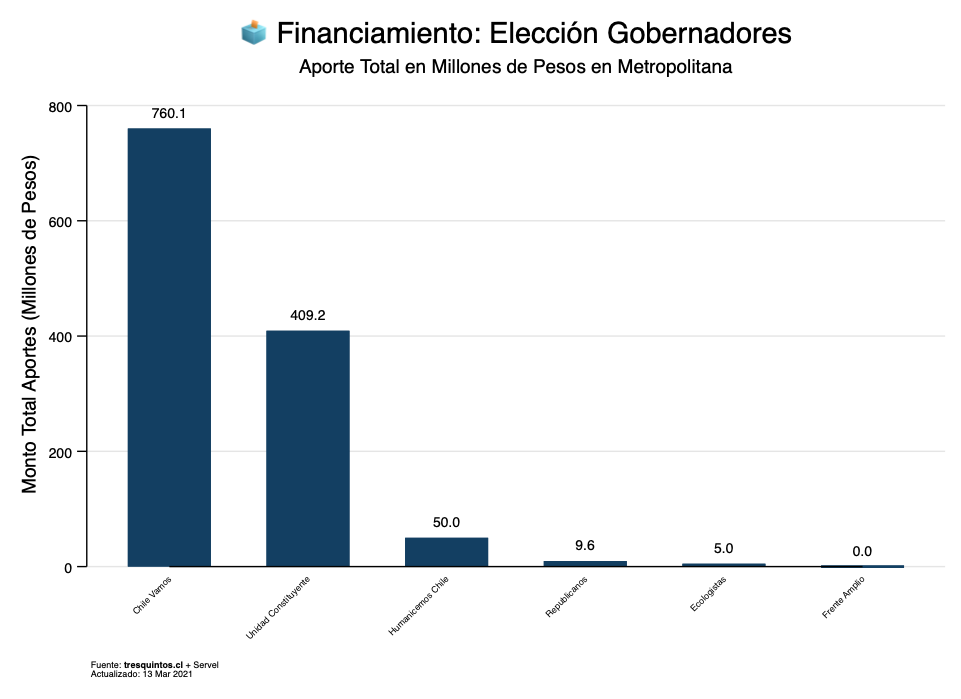 Financiamiento: Elección Gobernadores
Aporte Total en Millones de Pesos en Metropolitana
Monto Total Aportes (Millones de Pesos)
800
600
400
200
0
760.1
409.2
50.0
9.6
5.0
0.0
Chile Vamos
Unidad Constituyente
Humanicemos Chile
Republicanos
Ecologistas
Frente Amplio
Fuente: tresquintos.cl + Servel
Actualizado: 13 Mar 2021